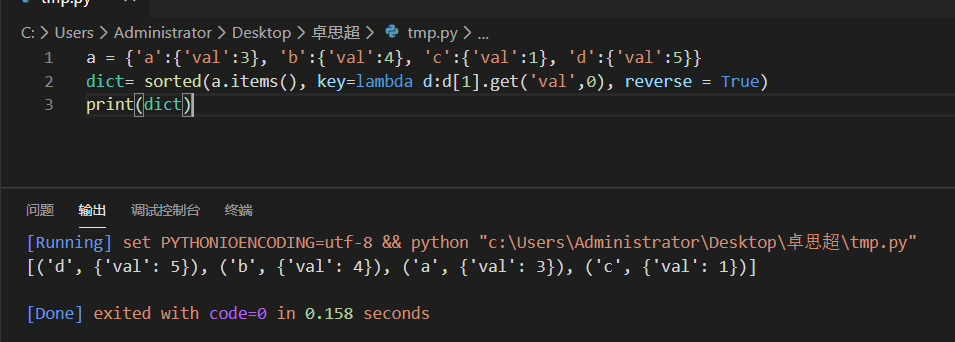 tmp.py
C: > Users > Administrator > Desktop > 卓思超 > tmp.py > ...
1 a = {'a':{'val':3}, 'b':{'val':4}, 'c':{'val':1}, 'd':{'val':5}}
2 dict= sorted(a.items(), key=lambda d:d[1].get('val',0), reverse = True)
3 print(dict)
问题 输出 调试控制台 终端
[Running] set PYTHONIOENCODING=utf-8 && python "c:\Users\Administrator\Desktop\卓思超\tmp.py"
[('d', {'val': 5}), ('b', {'val': 4}), ('a', {'val': 3}), ('c', {'val': 1})]
[Done] exited with code=0 in 0.158 seconds